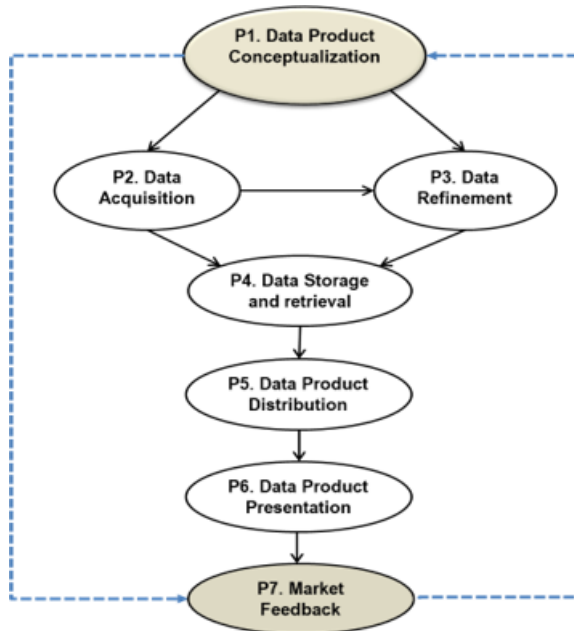 P1. Data Product
Conceptualization
P2. Data
Acquisition
P3. Data
Refinement
P4. Data Storage
and retrieval
P5. Data Product
Distribution
P6. Data Product
Presentation
P7. Market
Feedback